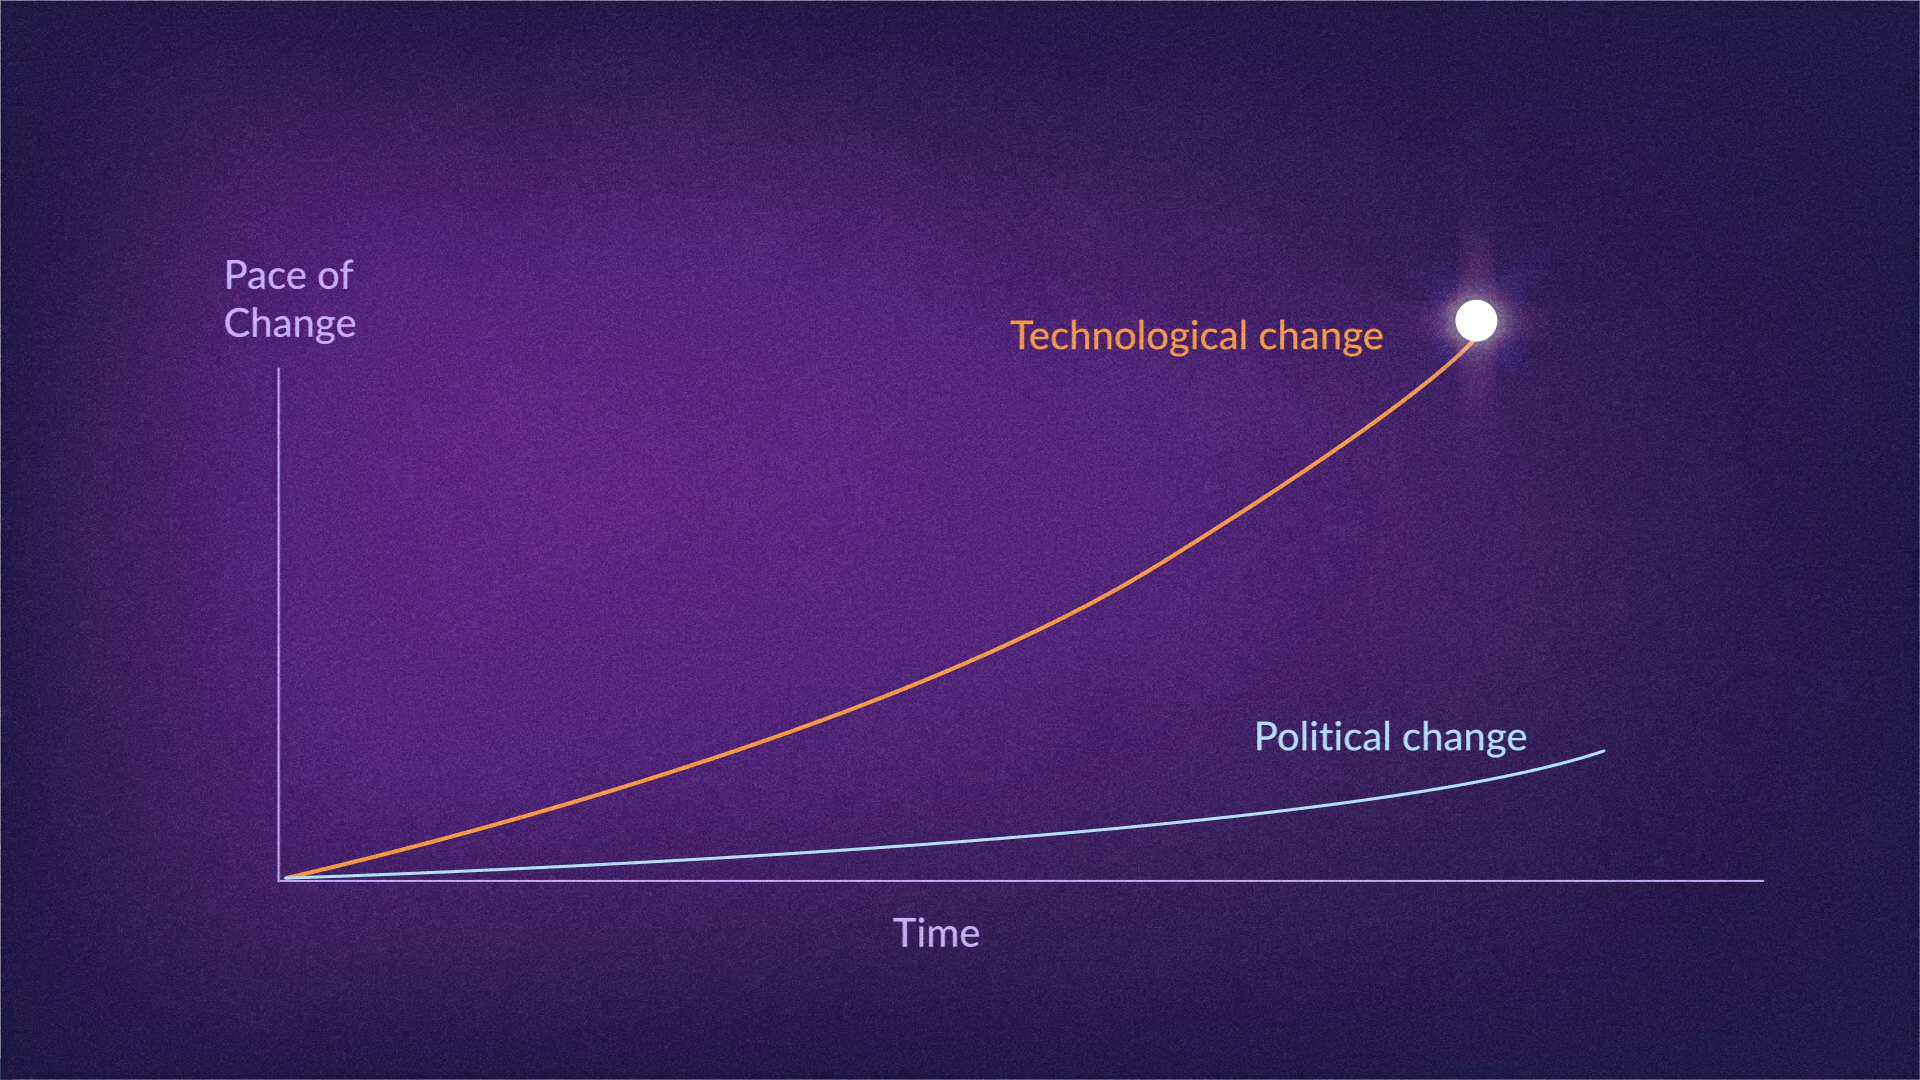 Pace of
Change
Technological change
Political change
Time